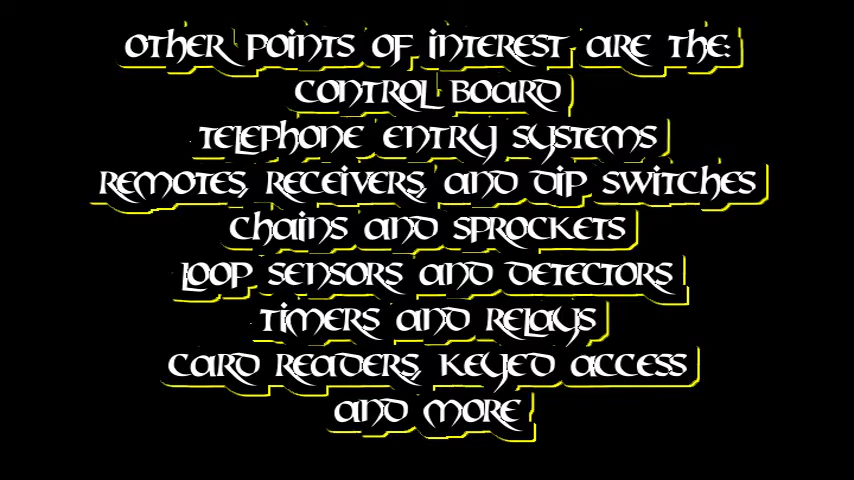 OTHER POINTS OF INTEREST ARE THE:
CONTROL BOARD
TELEPHONE ENTRY SYSTEMS
REMOTES, RECEIVERS, AND DIP SWITCHES
CHAINS AND SPROCKETS
LOOP SENSORS AND DETECTORS
TIMERS AND RELAYS
CARD READERS, KEYED ACCESS
AND MORE